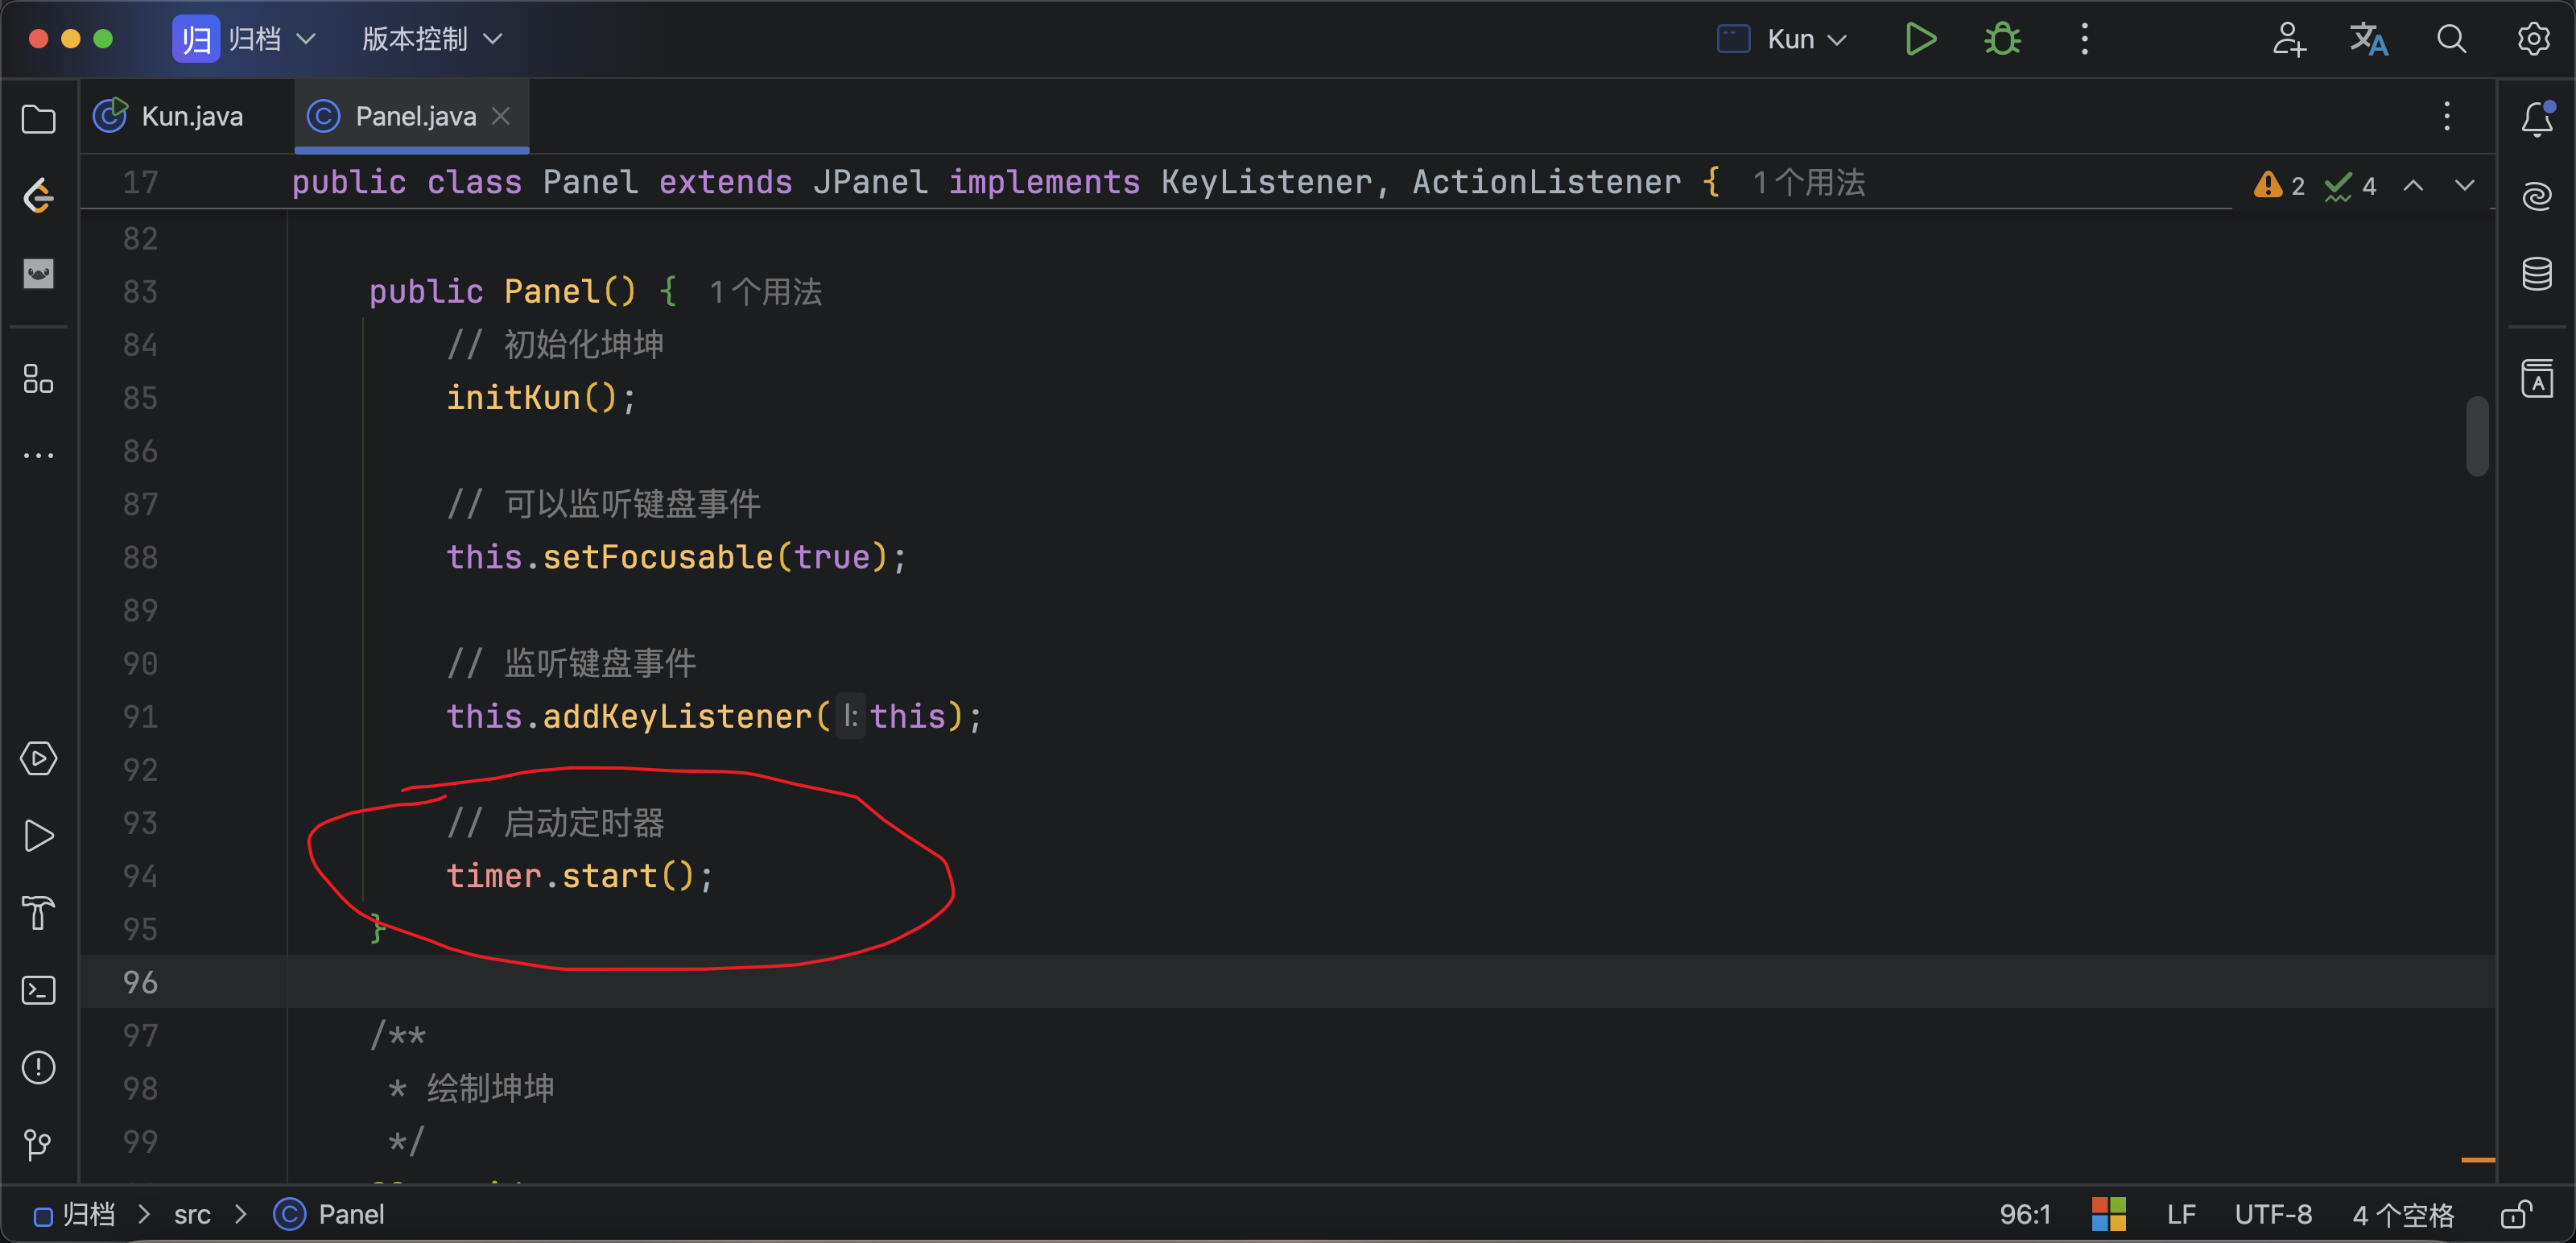 归 归档 版本控制 Kun
Kun.java Panel.java
17 public class Panel extends JPanel implements KeyListener, ActionListener { 1个用法 2 4
82
83 public Panel() { 1个用法
84 // 初始化坤坤
85 initKun();
86
87 // 可以监听键盘事件
88 this.setFocusable(true);
89
90 // 监听键盘事件
91 this.addKeyListener( l: this);
92
93 // 启动定时器
94 timer.start();
95 }
96
97 /**
98 * 绘制坤坤
99 */
归档 > src > Panel 96:1 LF UTF-8 4 个空格